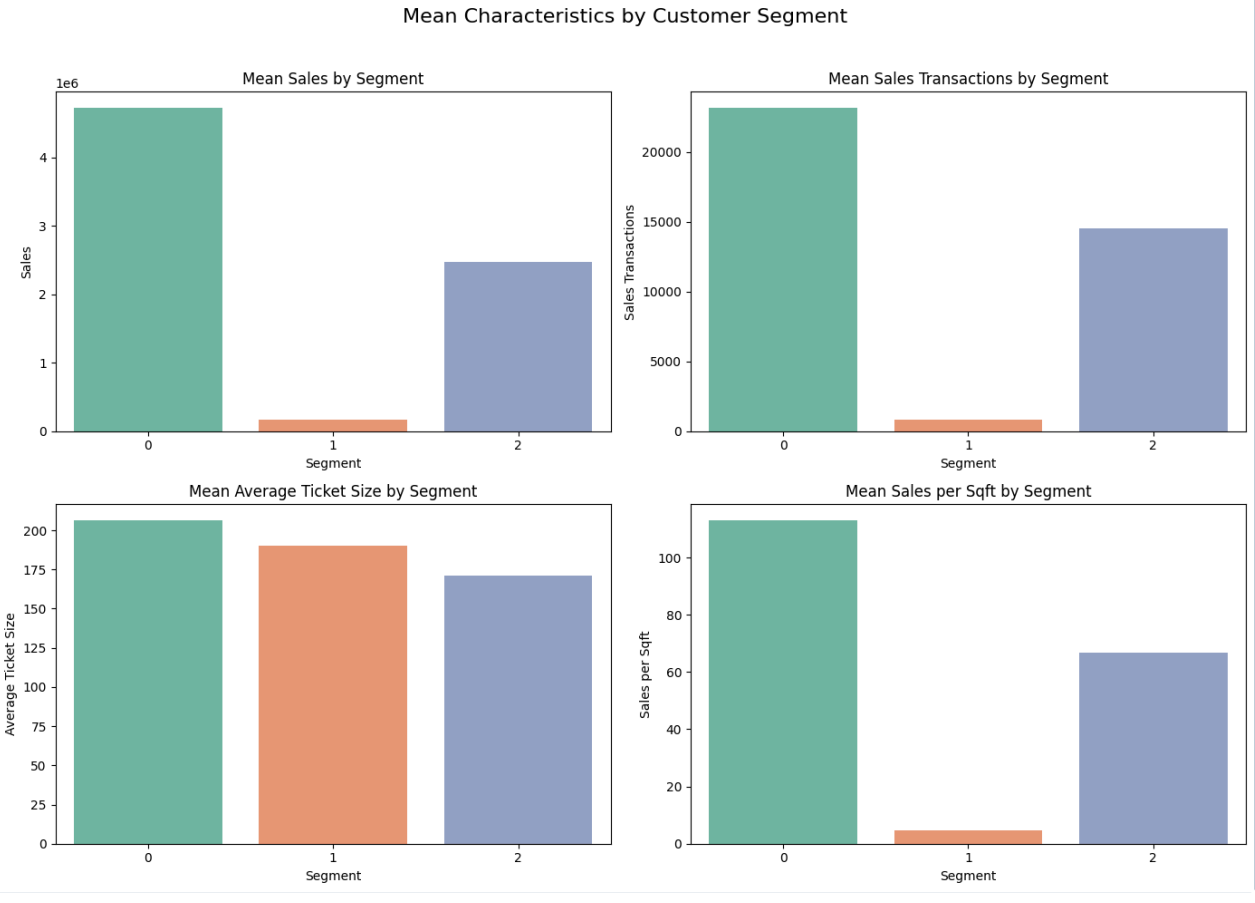 Mean Characteristics by Customer Segment
Mean Sales by Segment
1e6
Sales
4
3
2
1
0
0 1 2
Segment
Mean Sales Transactions by Segment
Sales Transactions
20000
15000
10000
5000
0
0 1 2
Segment
Mean Average Ticket Size by Segment
Average Ticket Size
200
175
150
125
100
75
50
25
0
0 1 2
Segment
Mean Sales per Sqft by Segment
Sales per Sqft
100
80
60
40
20
0
0 1 2
Segment